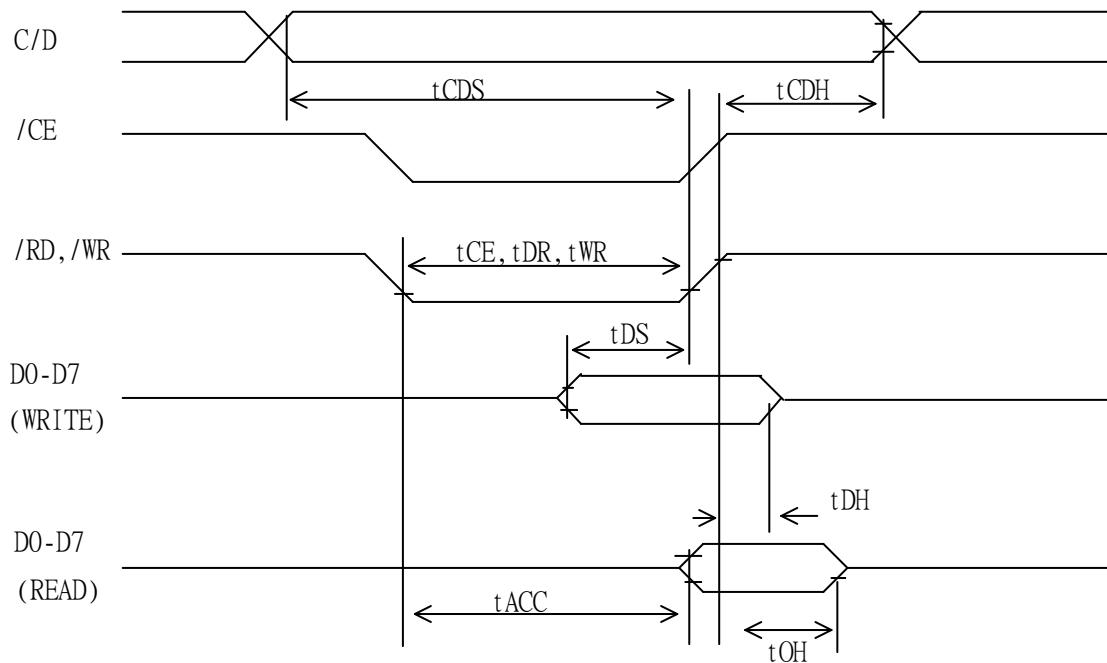 C/D
tCDS
tCDH
/CE
/RD,/WR
tCE,tDR,tWR
tDS
D0-D7
(WRITE)
tDH
D0-D7
(READ)
tACC
tOH